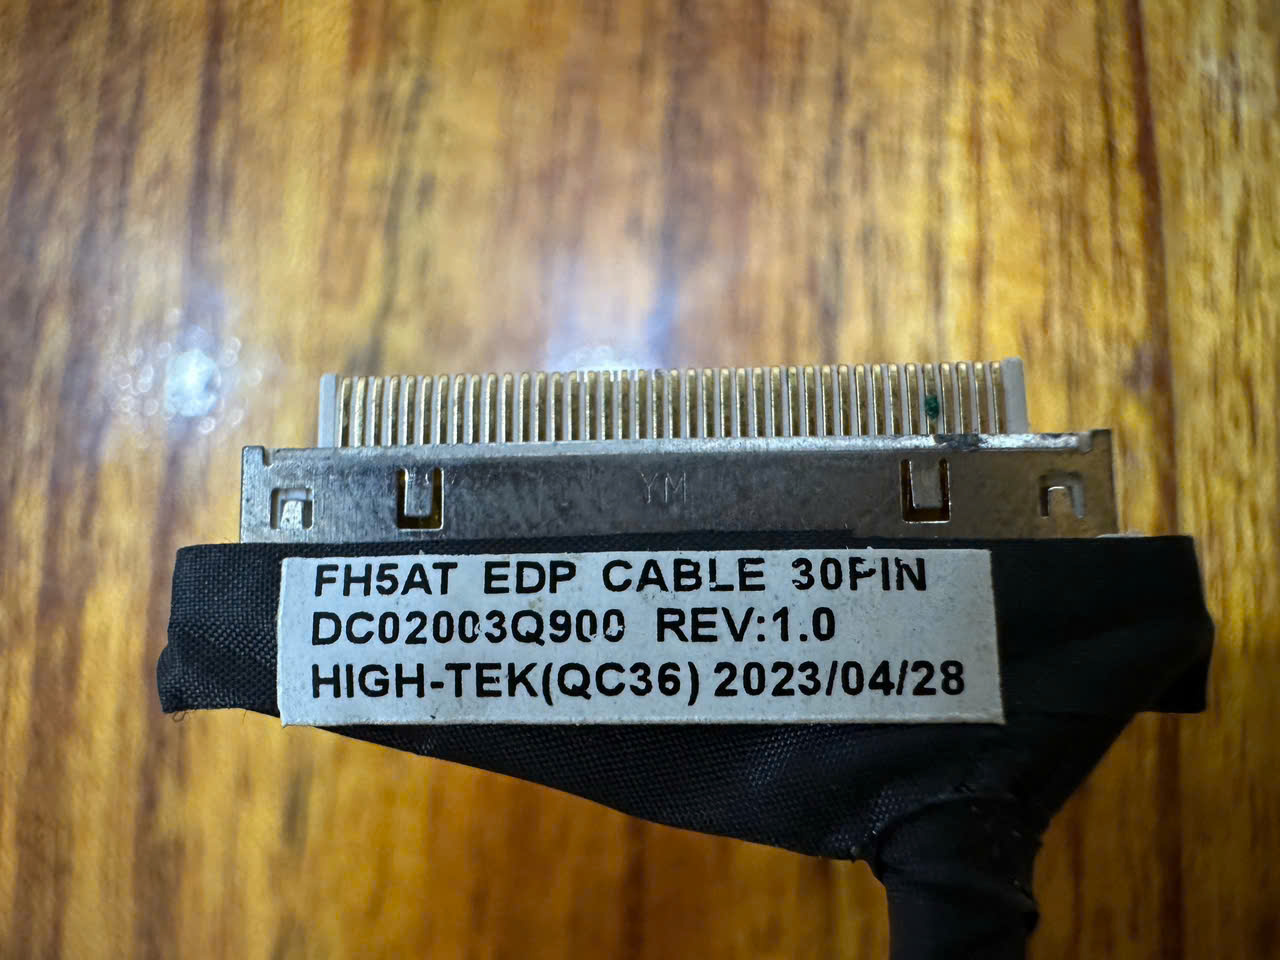 YM
FH5AT EDP CABLE 30PIN
DC02003Q900 REV:1.0
HIGH-TEK(QC36) 2023/04/28